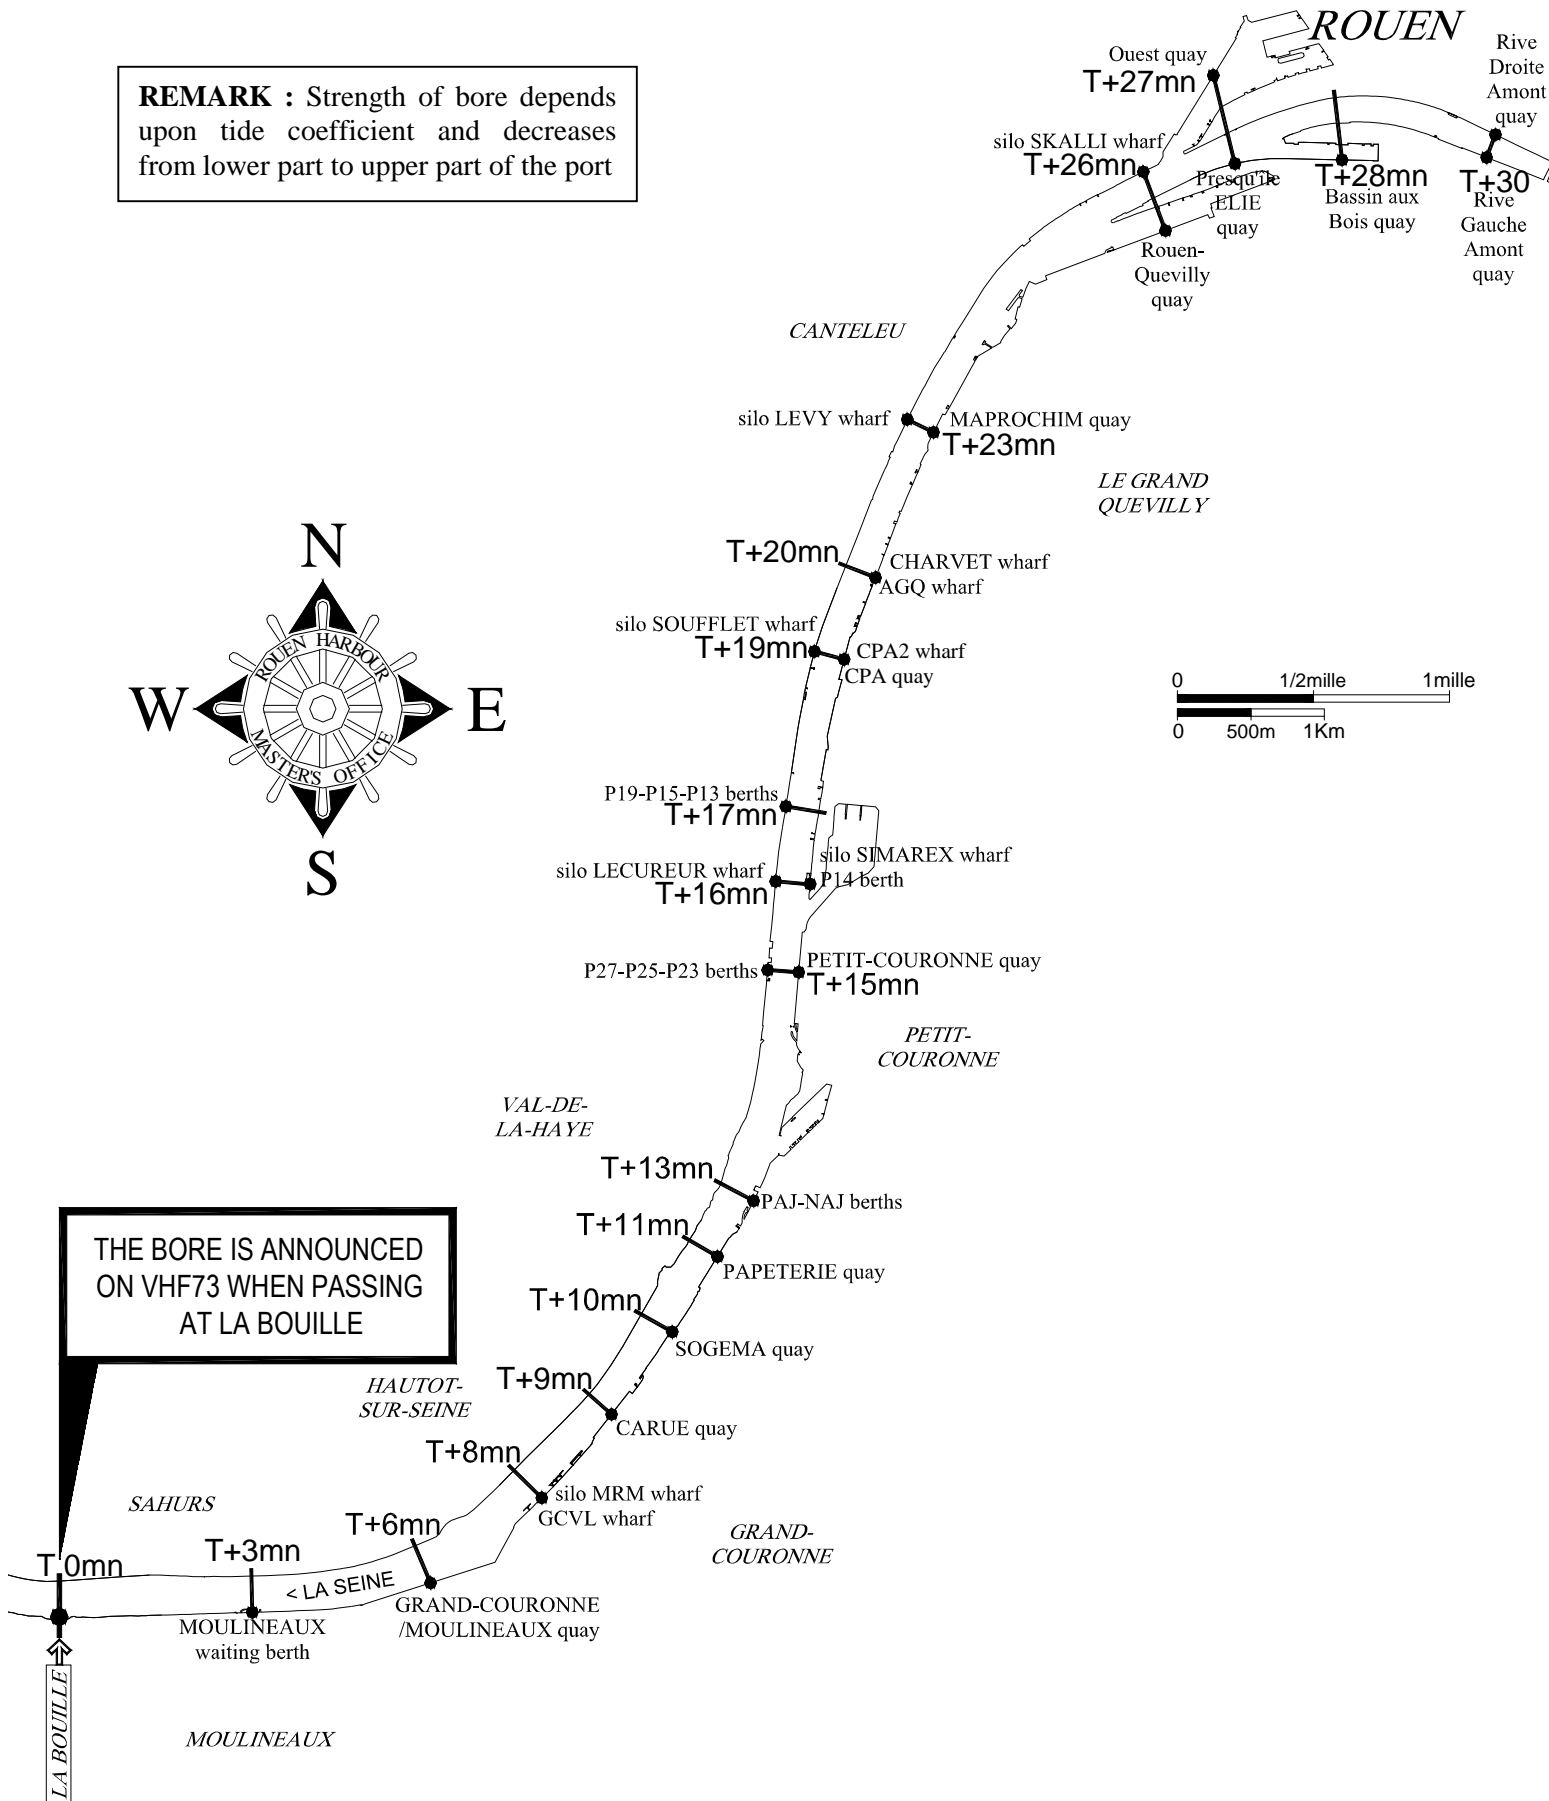 ROUEN
REMARK : Strength of bore depends
upon tide coefficient and decreases
from lower part to upper part of the port
Ouest quay
T+27mn
Rive
Droite
Amont
quay
silo SKALLI wharf
T+26mn
Presqu'île
ELIE
quay
T+28mn
Bassin aux
Bois quay
T+30
Rive
Gauche
Amont
quay
Rouen-
Quevilly
quay
CANTELEU
silo LEVY wharf
MAPROCHIM quay
T+23mn
LE GRAND
QUEVILLY
T+20mn
CHARVET wharf
AGQ wharf
silo SOUFFLET wharf
T+19mn
CPA2 wharf
CPA quay
N
W
E
S
ROUEN HARBOUR
MASTER'S OFFICE
0 1/2mille 1mille
0 500m 1Km
P19-P15-P13 berths
T+17mn
silo LECUREUR wharf
T+16mn
silo SIMAREX wharf
P14 berth
P27-P25-P23 berths
PETIT-COURONNE quay
T+15mn
PETIT-
COURONNE
VAL-DE-
LA-HAYE
T+13mn
PAJ-NAJ berths
T+11mn
PAPETERIE quay
T+10mn
SOGEMA quay
THE BORE IS ANNOUNCED
ON VHF73 WHEN PASSING
AT LA BOUILLE
HAUTOT-
SUR-SEINE
T+9mn
CARUE quay
T+8mn
silo MRM wharf
GCVL wharf
SAHURS
T+6mn
GRAND-
COURONNE
T 0mn
T+3mn
< LA SEINE
GRAND-COURONNE
/MOULINEAUX quay
MOULINEAUX
waiting berth
LA BOUILLE
MOULINEAUX